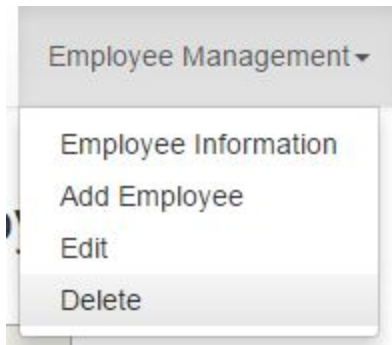 Employee Management
Employee Information
Add Employee
Edit
Delete